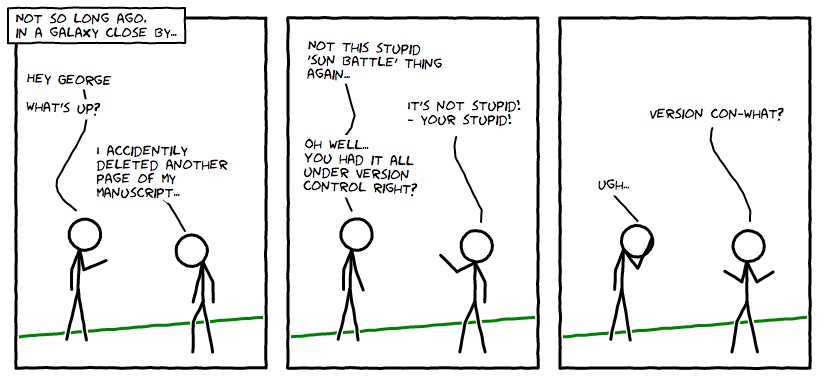 NOT SO LONG AGO.
IN A GALAXY CLOSE BY...
HEY GEORGE
WHAT'S UP?
I ACCIDENTILY
DELETED ANOTHER
PAGE OF MY
MANUSCRIPT...
NOT THIS STUPID
'SUN BATTLE' THING
AGAIN...
IT'S NOT STUPID!
- YOUR STUPID!
OH WELL...
YOU HAD IT ALL
UNDER VERSION
CONTROL RIGHT?
VERSION CON-WHAT?
UGH...